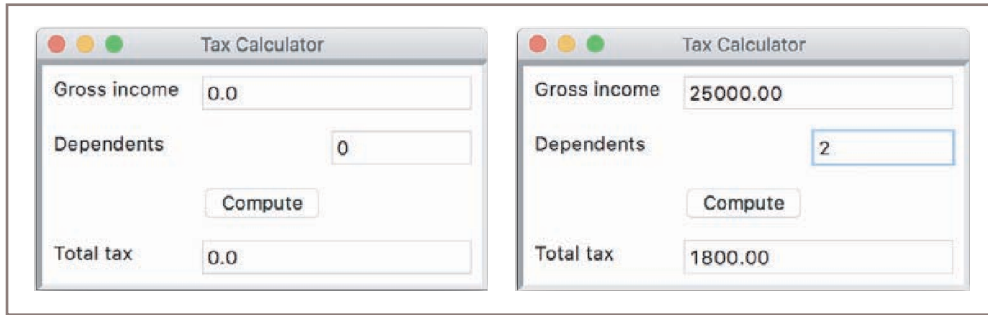 Tax Calculator
Gross income 0.0
Dependents 0
Compute
Total tax 0.0
Tax Calculator
Gross income 25000.00
Dependents 2
Compute
Total tax 1800.00